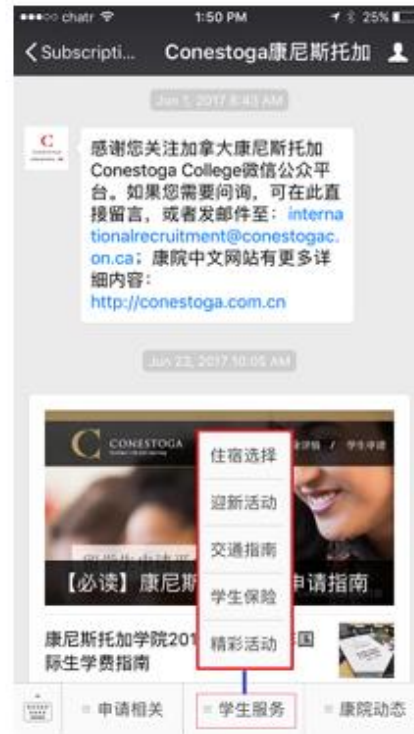 chatr
1:50 PM
25%
Subscripti...
Conestoga康尼斯托加
Jun 1, 2017 8:43 AM
感谢您关注加拿大康尼斯托加
Conestoga College微信公众平
台。如果您需要问询，可在此直
接留言，或者发邮件至：interna
tionalrecruitment@conestogac.
on.ca；康院中文网站有更多详
细内容：
http://conestoga.com.cn
Jun 23, 2017 10:05 AM
C CONESTOGA
/ 学生申请
住宿选择
迎新活动
交通指南
学生保险
精彩活动
【必读】康尼斯 申请指南
康尼斯托加学院201 国
际生学费指南
申请相关
学生服务
康院动态